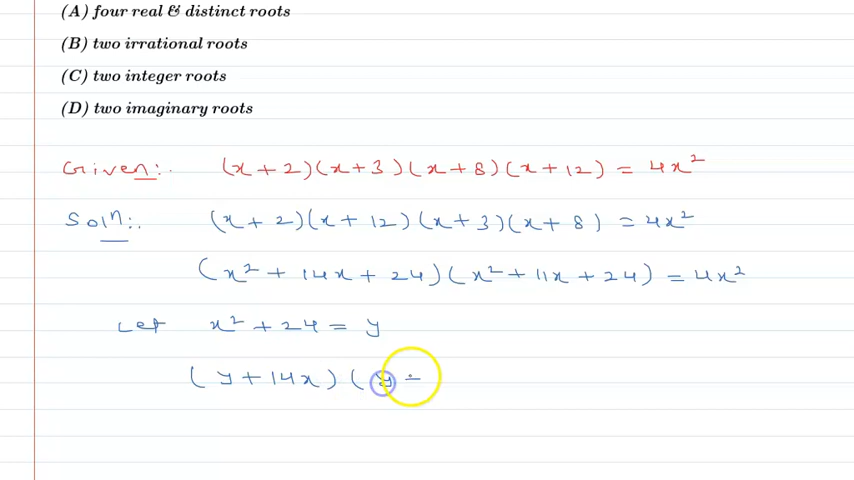 (A) four real & distinct roots
(B) two irrational roots
(C) two integer roots
(D) two imaginary roots
Given:. (x+2)(x+3)(x+8)(x+12) = 4x²
Soln:. (x+2)(x+12)(x+3)(x+8) = 4x²
(x²+14x+24)(x²+11x+24) = 4x²
Let x²+24 = y
(y+14x)(y